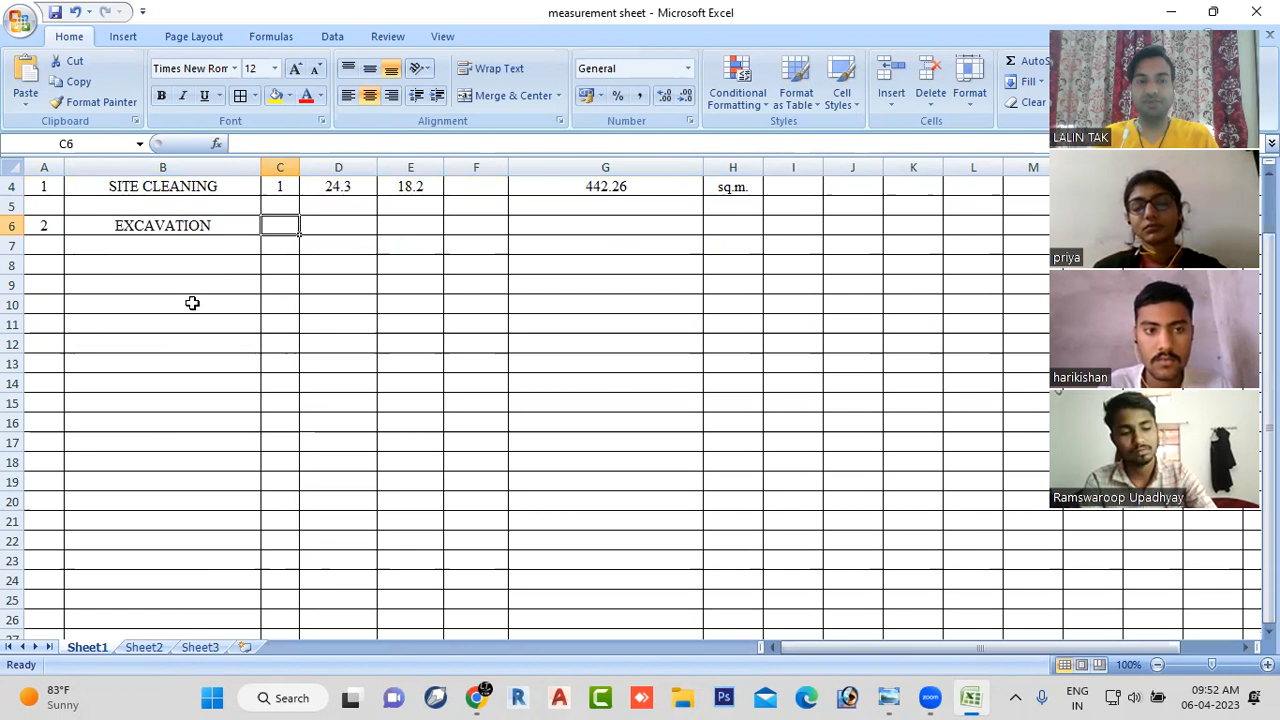 measurement sheet - Microsoft Excel
Home Insert Page Layout Formulas Data Review View
Paste
Cut
Copy
Format Painter
Clipboard
Times New Rom 12
B I U
Font
Wrap Text
Merge & Center
Alignment
General
% ,
Number
Conditional Formatting
Format as Table
Cell Styles
Styles
Insert
Delete
Format
Cells
Σ AutoS
Fill
Clear
C6 fx
A B C D E F G H I J K L M
4 1 SITE CLEANING 1 24.3 18.2 442.26 sq.m.
5
6 2 EXCAVATION
7
8
9
10
11
12
13
14
15
16
17
18
19
20
21
22
23
24
25
26
27
LALIN TAK
priya
harikishan
Ramswaroop Upadhyay
Sheet1 Sheet2 Sheet3
Ready
100%
83°F
Sunny
Search
ENG
IN
09:52 AM
06-04-2023